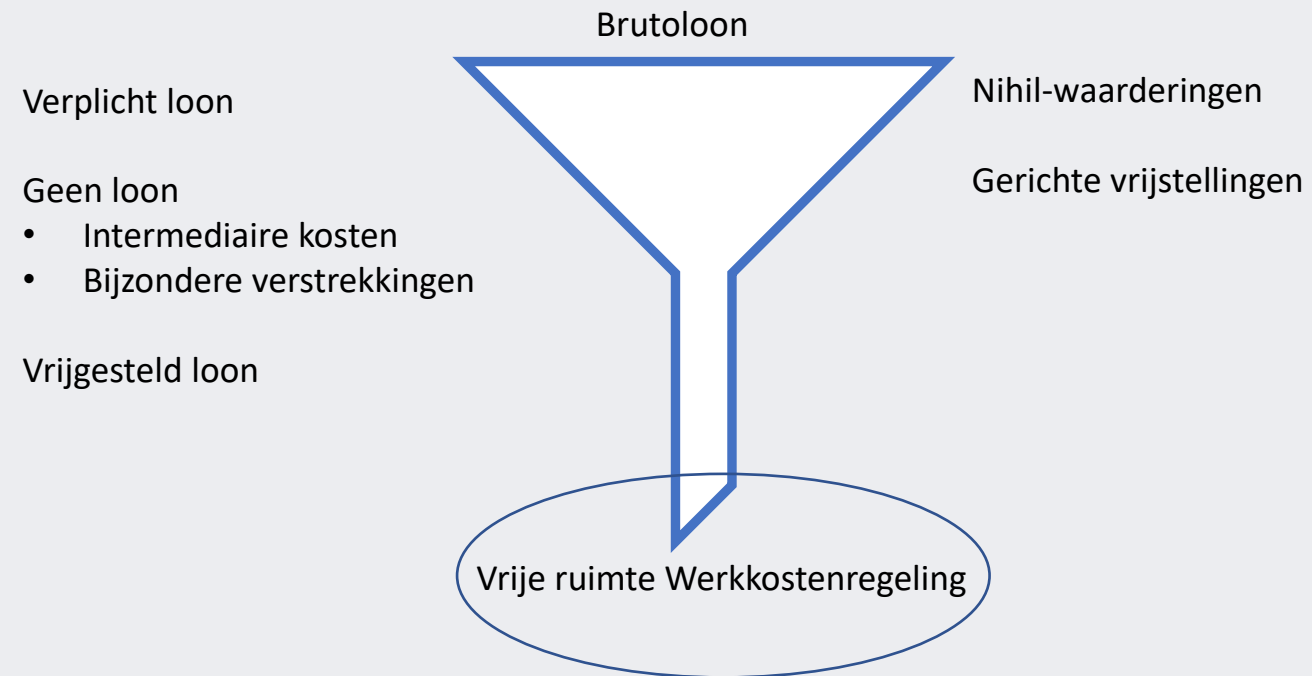 Brutoloon
Verplicht loon
Geen loon
• Intermediaire kosten
• Bijzondere verstrekkingen
Vrijgesteld loon
Nihil-waarderingen
Gerichte vrijstellingen
Vrije ruimte Werkkostenregeling